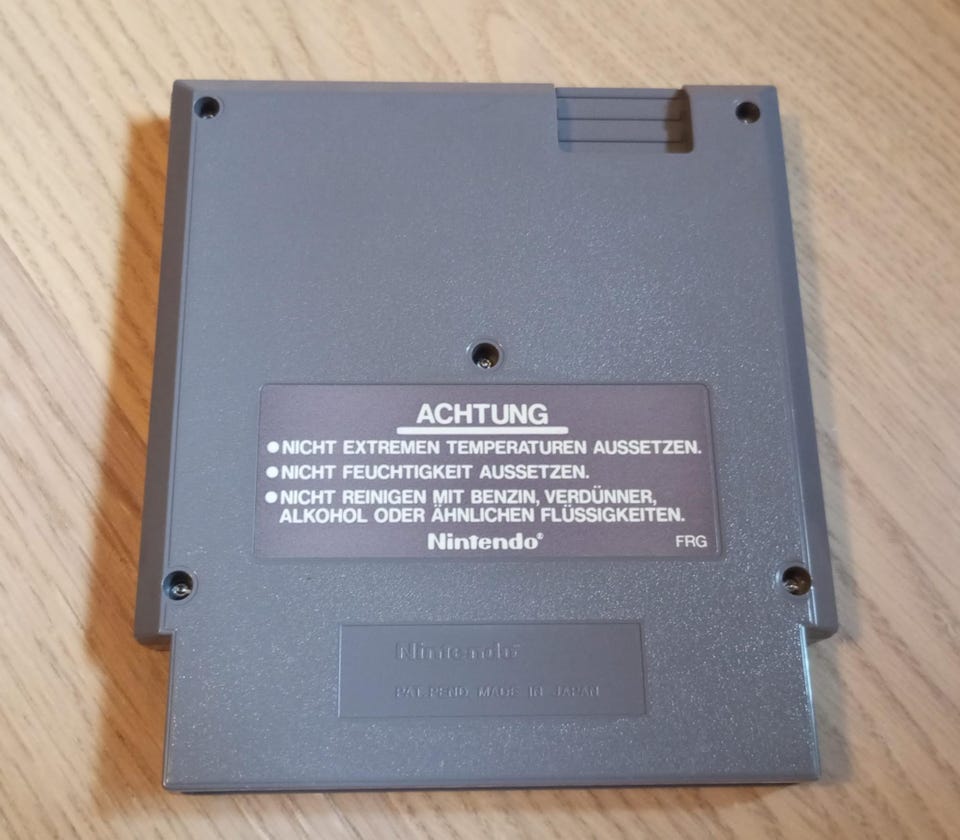 ACHTUNG
●NICHT EXTREMEN TEMPERATUREN AUSSETZEN.
●NICHT FEUCHTIGKEIT AUSSETZEN.
●NICHT REINIGEN MIT BENZIN, VERDÜNNER,
ALKOHOL ODER ÄHNLICHEN FLÜSSIGKEITEN.
Nintendo®
FRG
Nintendo
PAT. PEND. MADE IN JAPAN